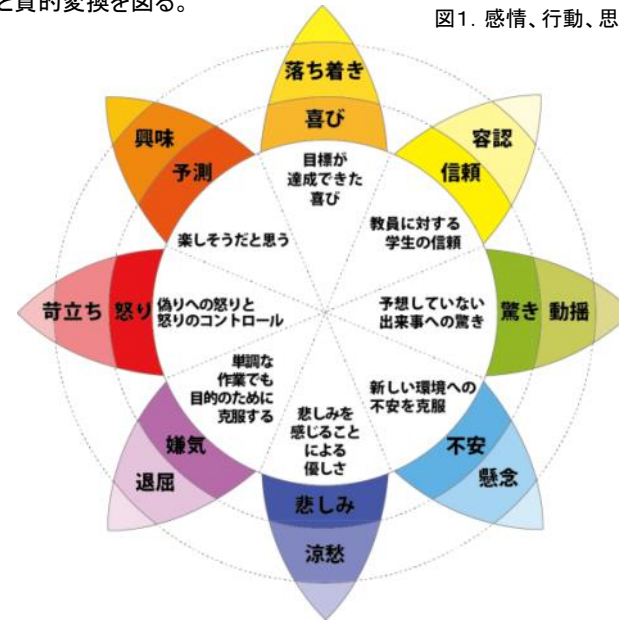 と質的変換を図る。
図1. 感情、行動、思
落ち着き
喜び
目標が
達成できた
喜び
容認
信頼
教員に対する
学生の信頼
興味
予測
楽しそうだと思う
苛立ち
怒り
偽りへの怒りと
怒りのコントロール
予想していない
出来事への驚き
驚き
動揺
単調な
作業でも
目的のために
克服する
嫌気
退屈
悲しみを
感じること
による
優しさ
悲しみ
涼愁
新しい環境への
不安を克服
不安
懸念